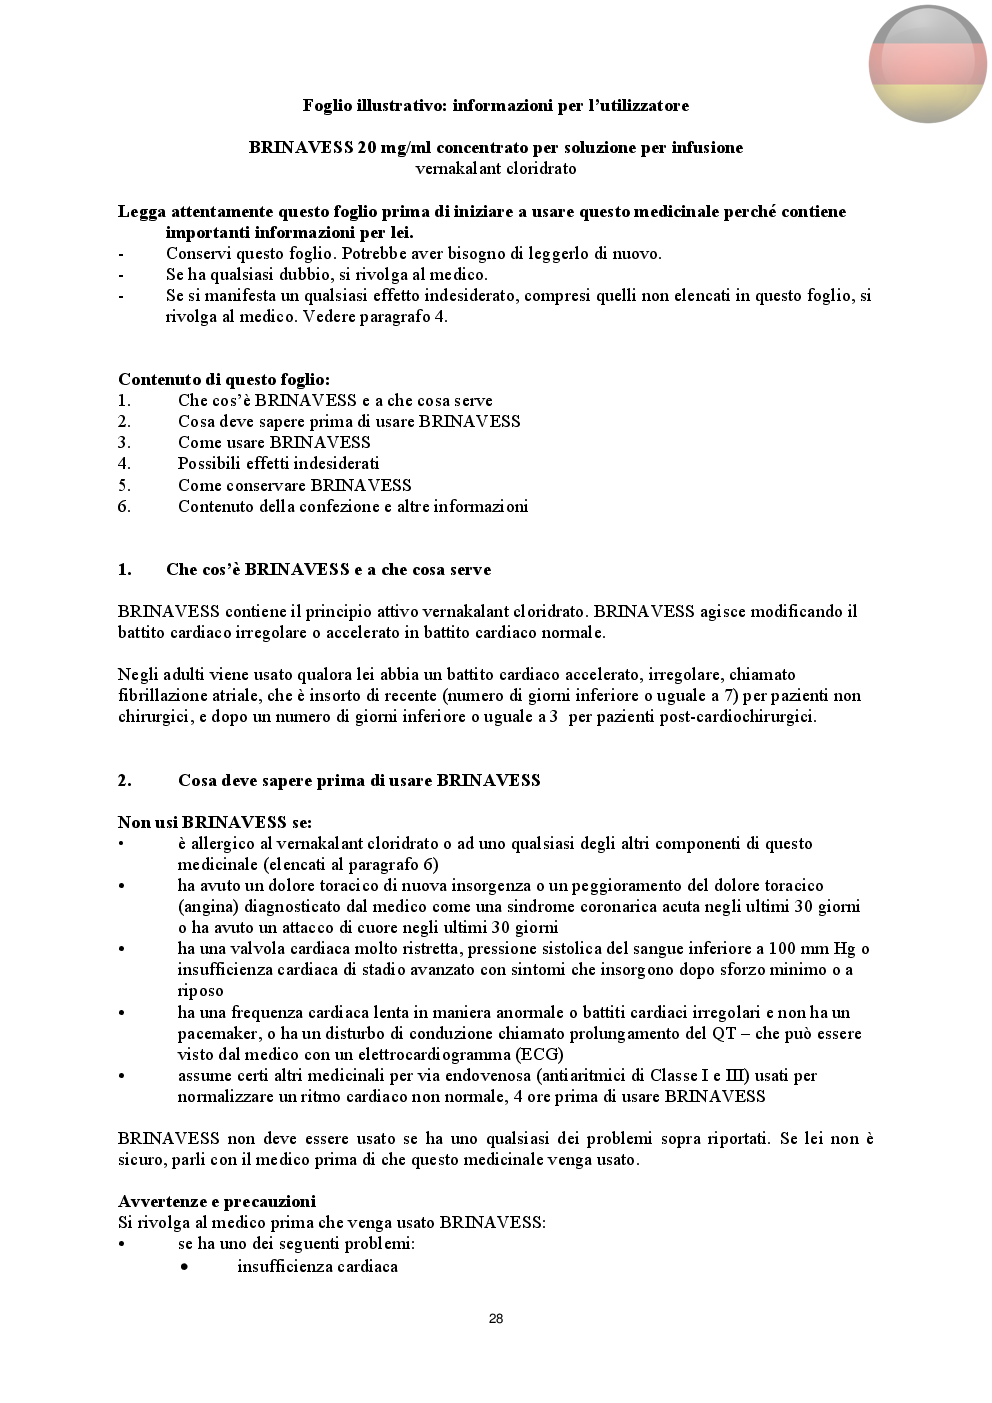 Foglio illustrativo: informazioni per l’utilizzatore
BRINAVESS 20 mg/ml concentrato per soluzione per infusione
vernakalant cloridrato
Legga attentamente questo foglio prima di iniziare a usare questo medicinale perché contiene
importanti informazioni per lei.
- Conservi questo foglio. Potrebbe aver bisogno di leggerlo di nuovo.
- Se ha qualsiasi dubbio, si rivolga al medico.
- Se si manifesta un qualsiasi effetto indesiderato, compresi quelli non elencati in questo foglio, si
rivolga al medico. Vedere paragrafo 4.
Contenuto di questo foglio:
1. Che cos’è BRINAVESS e a che cosa serve
2. Cosa deve sapere prima di usare BRINAVESS
3. Come usare BRINAVESS
4. Possibili effetti indesiderati
5. Come conservare BRINAVESS
6. Contenuto della confezione e altre informazioni
1. Che cos’è BRINAVESS e a che cosa serve
BRINAVESS contiene il principio attivo vernakalant cloridrato. BRINAVESS agisce modificando il
battito cardiaco irregolare o accelerato in battito cardiaco normale.
Negli adulti viene usato qualora lei abbia un battito cardiaco accelerato, irregolare, chiamato
fibrillazione atriale, che è insorto di recente (numero di giorni inferiore o uguale a 7) per pazienti non
chirurgici, e dopo un numero di giorni inferiore o uguale a 3 per pazienti post-cardiochirurgici.
2. Cosa deve sapere prima di usare BRINAVESS
Non usi BRINAVESS se:
• è allergico al vernakalant cloridrato o ad uno qualsiasi degli altri componenti di questo
medicinale (elencati al paragrafo 6)
• ha avuto un dolore toracico di nuova insorgenza o un peggioramento del dolore toracico
(angina) diagnosticato dal medico come una sindrome coronarica acuta negli ultimi 30 giorni
o ha avuto un attacco di cuore negli ultimi 30 giorni
• ha una valvola cardiaca molto ristretta, pressione sistolica del sangue inferiore a 100 mm Hg o
insufficienza cardiaca di stadio avanzato con sintomi che insorgono dopo sforzo minimo o a
riposo
• ha una frequenza cardiaca lenta in maniera anormale o battiti cardiaci irregolari e non ha un
pacemaker, o ha un disturbo di conduzione chiamato prolungamento del QT – che può essere
visto dal medico con un elettrocardiogramma (ECG)
• assume certi altri medicinali per via endovenosa (antiaritmici di Classe I e III) usati per
normalizzare un ritmo cardiaco non normale, 4 ore prima di usare BRINAVESS
BRINAVESS non deve essere usato se ha uno qualsiasi dei problemi sopra riportati. Se lei non è
sicuro, parli con il medico prima di che questo medicinale venga usato.
Avvertenze e precauzioni
Si rivolga al medico prima che venga usato BRINAVESS:
• se ha uno dei seguenti problemi:
• insufficienza cardiaca
28